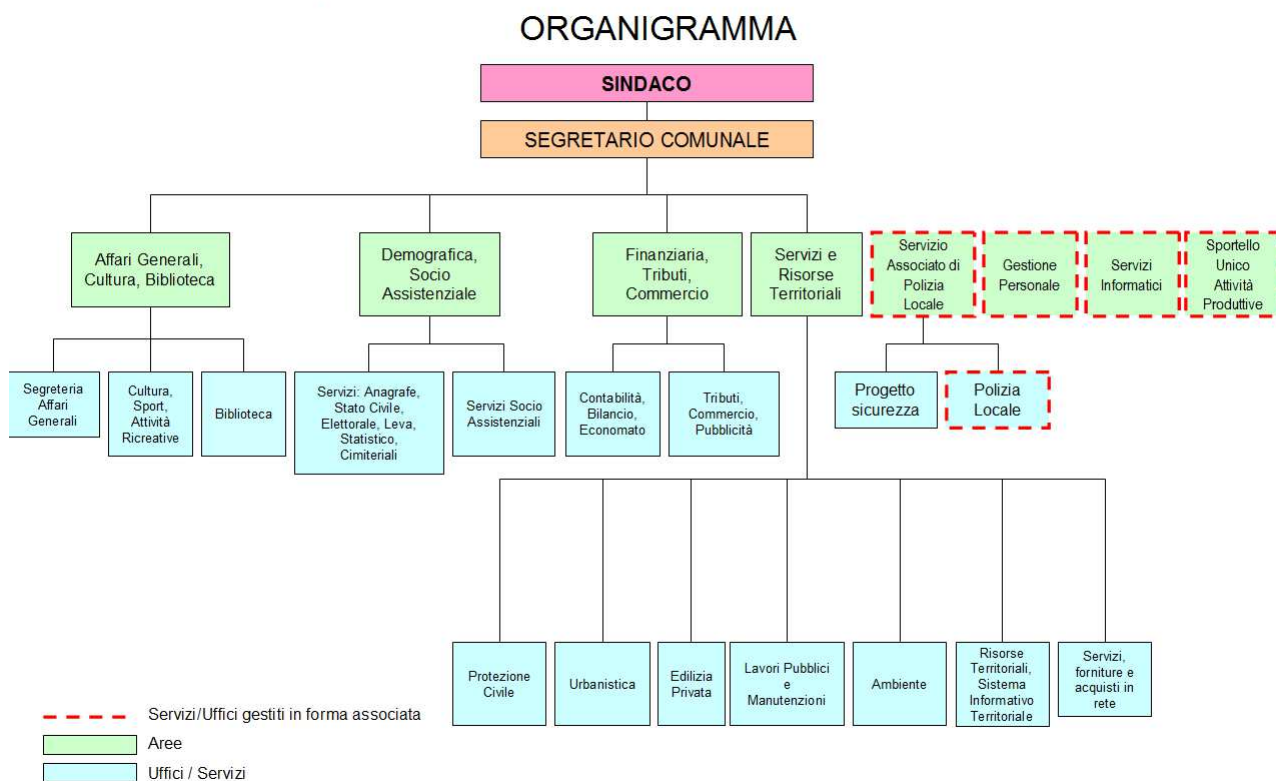 ORGANIGRAMMA
SINDACO
SEGRETARIO COMUNALE
Affari Generali,
Cultura, Biblioteca
Demografica,
Socio
Assistenziale
Finanziaria,
Tributi,
Commercio
Servizi e
Risorse
Territoriali
Servizio
Associato di
Polizia
Locale
Gestione
Personale
Servizi
Informatici
Sportello
Unico
Attività
Produttive
Segreteria
Affari
Generali
Cultura,
Sport,
Attività
Ricreative
Biblioteca
Servizi: Anagrafe,
Stato Civile,
Elettorale, Leva,
Statistico,
Cimiteriali
Servizi Socio
Assistenziali
Contabilità,
Bilancio,
Economato
Tributi,
Commercio,
Pubblicità
Progetto
sicurezza
Polizia
Locale
Protezione
Civile
Urbanistica
Edilizia
Privata
Lavori Pubblici
e
Manutenzioni
Ambiente
Risorse
Territoriali,
Sistema
Informativo
Territoriale
Servizi,
forniture e
acquisti in
rete
Servizi/Uffici gestiti in forma associata
Aree
Uffici / Servizi